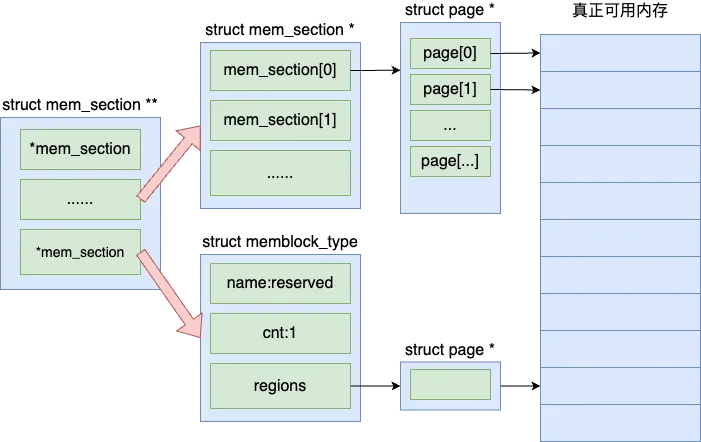 struct mem_section **
*mem_section
......
*mem_section
struct mem_section *
mem_section[0]
mem_section[1]
......
struct memblock_type
name:reserved
cnt:1
regions
struct page *
page[0]
page[1]
...
page[...]
struct page *
真正可用内存